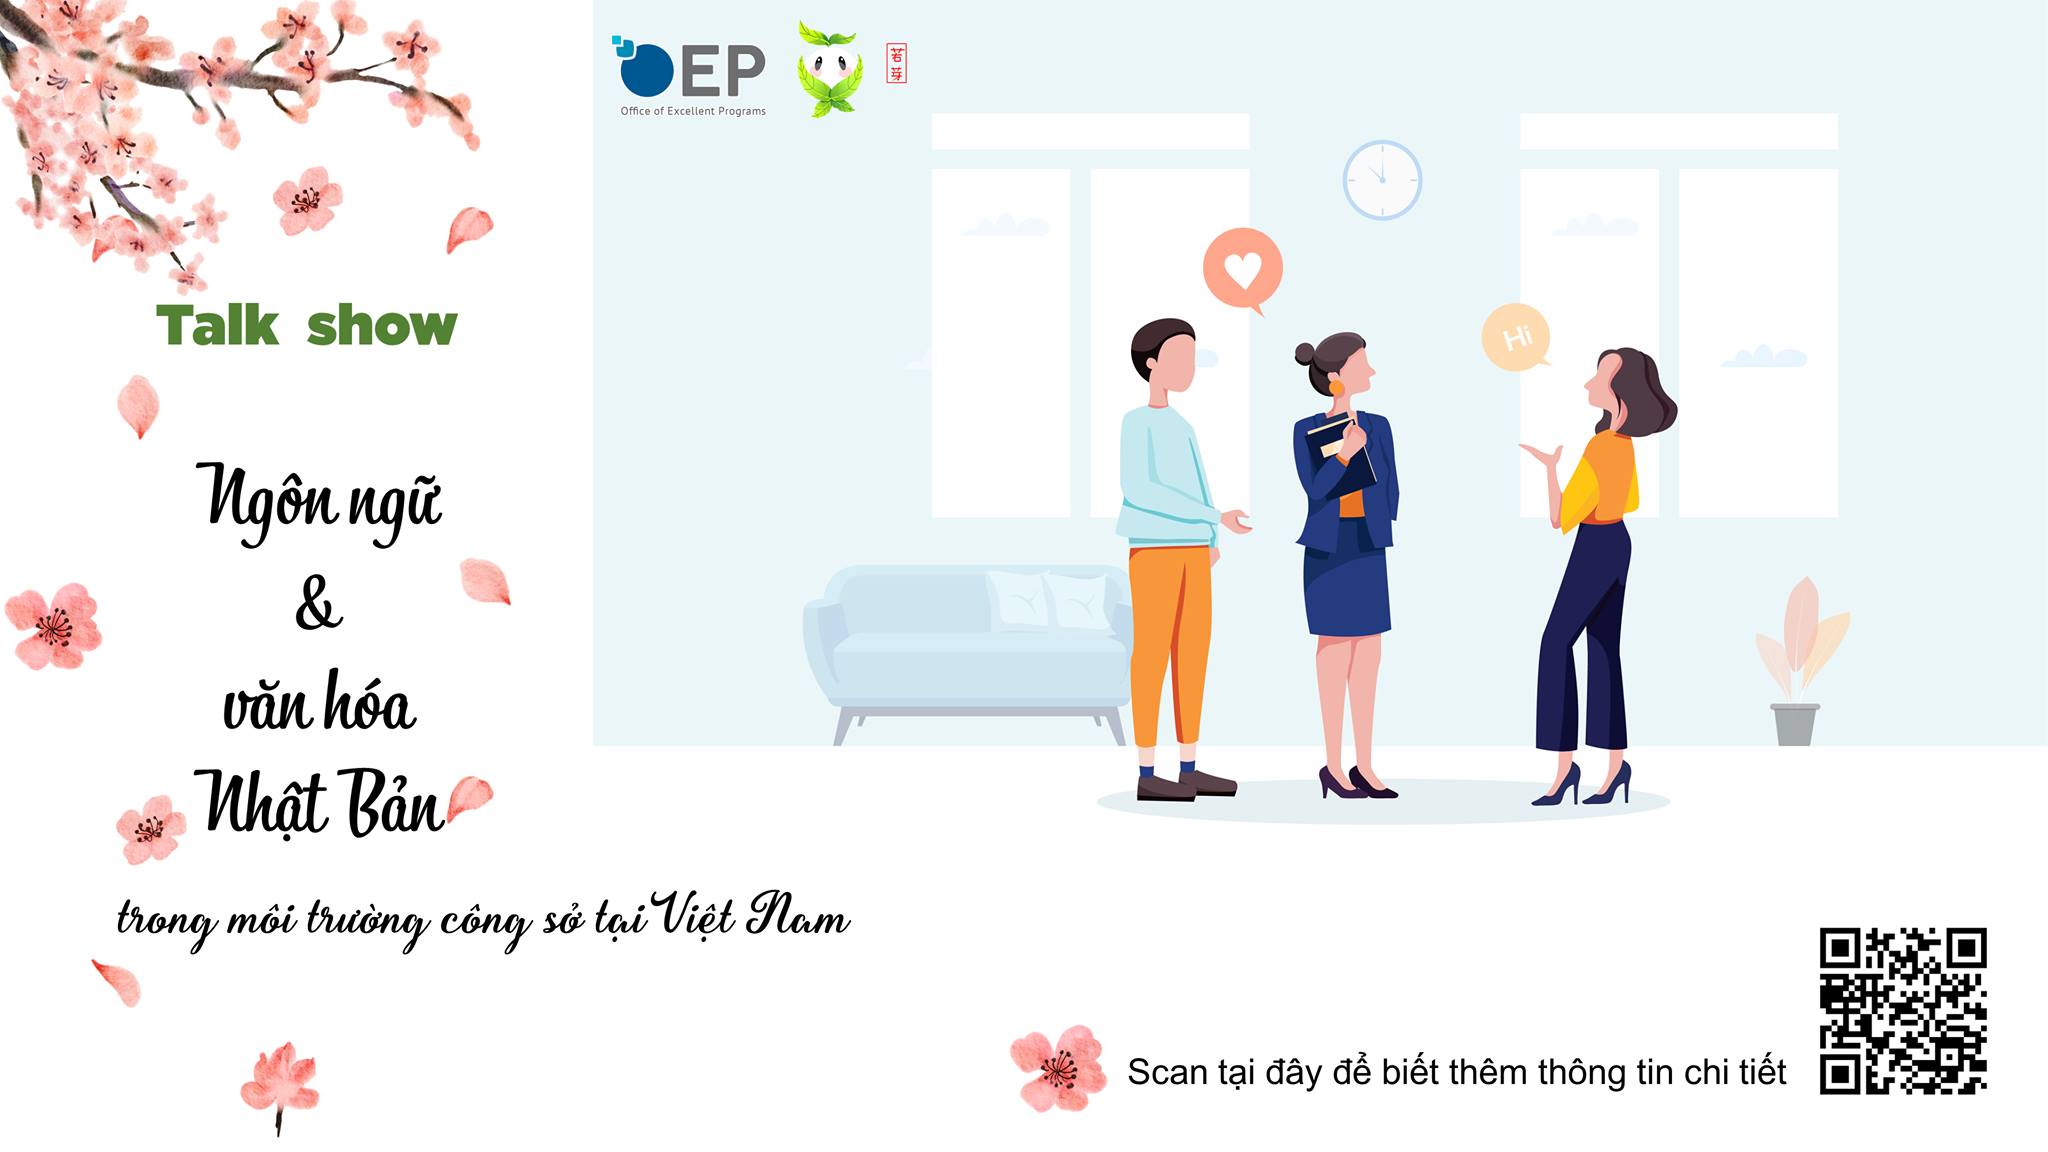 OEP
Office of Excellent Programs
若
芽
Talk show
Hi
Ngôn ngữ
&
văn hóa
Nhật Bản
trong môi trường công sở tại Việt Nam
Scan tại đây để biết thêm thông tin chi tiết